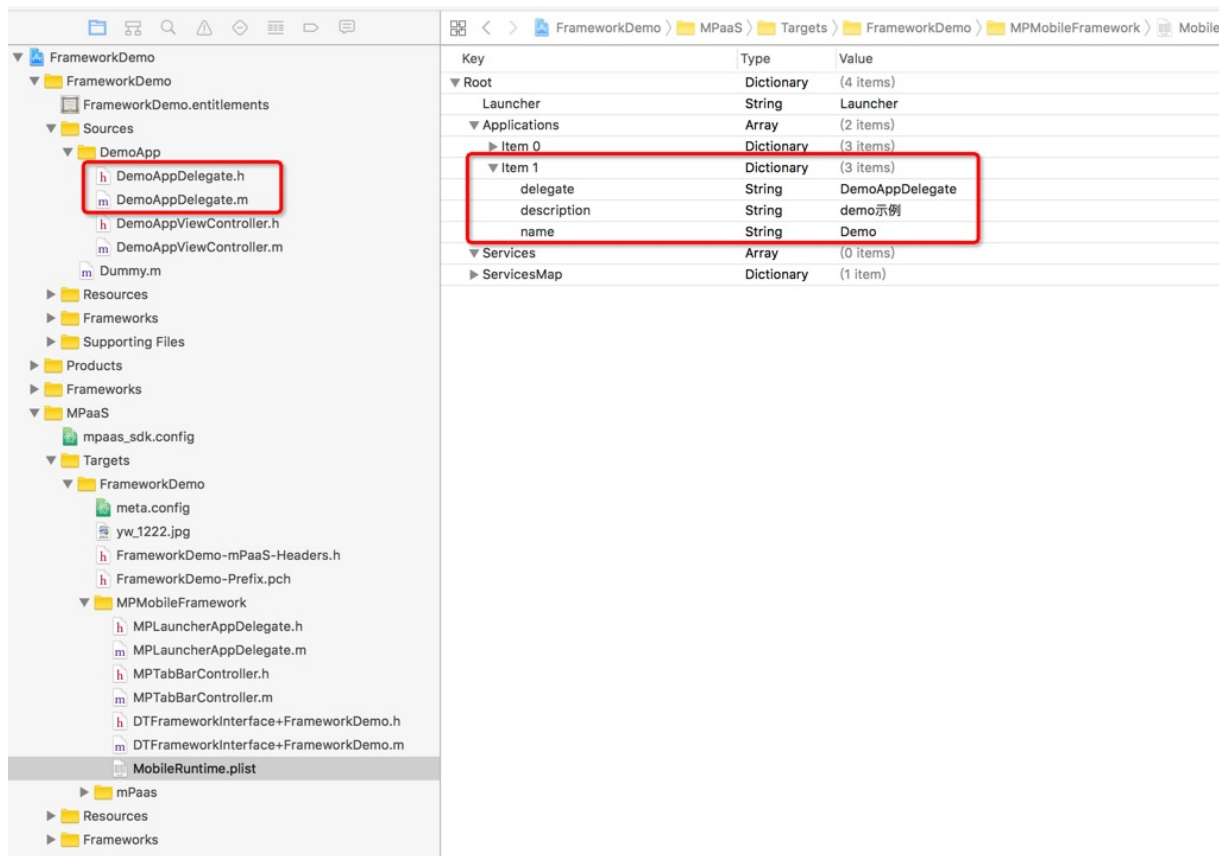 FrameworkDemo
FrameworkDemo
FrameworkDemo.entitlements
Sources
DemoApp
h DemoAppDelegate.h
m DemoAppDelegate.m
h DemoAppViewController.h
m DemoAppViewController.m
m Dummy.m
Resources
Frameworks
Supporting Files
Products
Frameworks
MPaaS
mpaas_sdk.config
Targets
FrameworkDemo
meta.config
yw_1222.jpg
h FrameworkDemo-mPaaS-Headers.h
h FrameworkDemo-Prefix.pch
MPMobileFramework
h MPLauncherAppDelegate.h
m MPLauncherAppDelegate.m
h MPTabBarController.h
m MPTabBarController.m
h DTFrameworkInterface+FrameworkDemo.h
m DTFrameworkInterface+FrameworkDemo.m
MobileRuntime.plist
mPaas
Resources
Frameworks
FrameworkDemo MPaaS Targets FrameworkDemo MPMobileFramework Mobile
Key Type Value
Root Dictionary (4 items)
Launcher String Launcher
Applications Array (2 items)
Item 0 Dictionary (3 items)
Item 1 Dictionary (3 items)
delegate String DemoAppDelegate
description String demo示例
name String Demo
Services Array (0 items)
ServicesMap Dictionary (1 item)